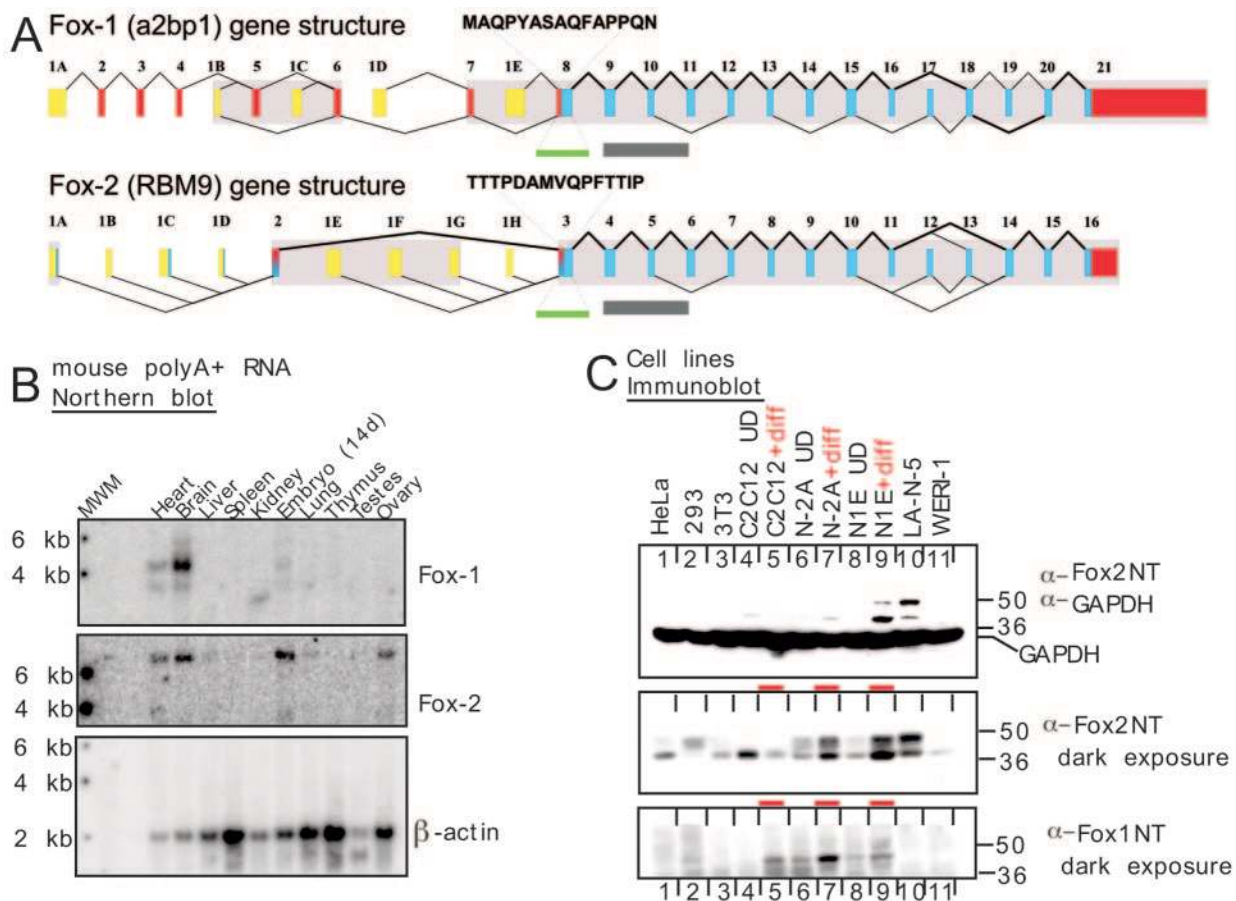 A
Fox-1 (a2bp1) gene structure
MAQPYASAQFAPPQN
1A 2 3 4 1B 5 1C 6 1D 7 1E 8 9 10 11 12 13 14 15 16 17 18 19 20 21
Fox-2 (RBM9) gene structure
TTTPDAMVQPFTTIP
1A 1B 1C 1D 2 1E 1F 1G 1H 3 4 5 6 7 8 9 10 11 12 13 14 15 16
B
mouse polyA+ RNA
Northern blot
MWM
Heart
Brain
Liver
Spleen
Kidney
Embryo (14d)
Lung
Thymus
Testes
Ovary
6 kb
4 kb
Fox-1
6 kb
4 kb
Fox-2
6 kb
4 kb
2 kb
β-actin
C
Cell lines
Immunoblot
HeLa
293
3T3
C2C12 UD
C2C12+diff
N-2A UD
N-2A+diff
N1E UD
N1E+diff
LA-N-5
WERI-1
1 2 3 4 5 6 7 8 9 10 11
α-Fox2NT
50
α-GAPDH
36
GAPDH
50
α-Fox2NT
36
dark exposure
50
α-Fox1NT
36
dark exposure
1 2 3 4 5 6 7 8 9 10 11